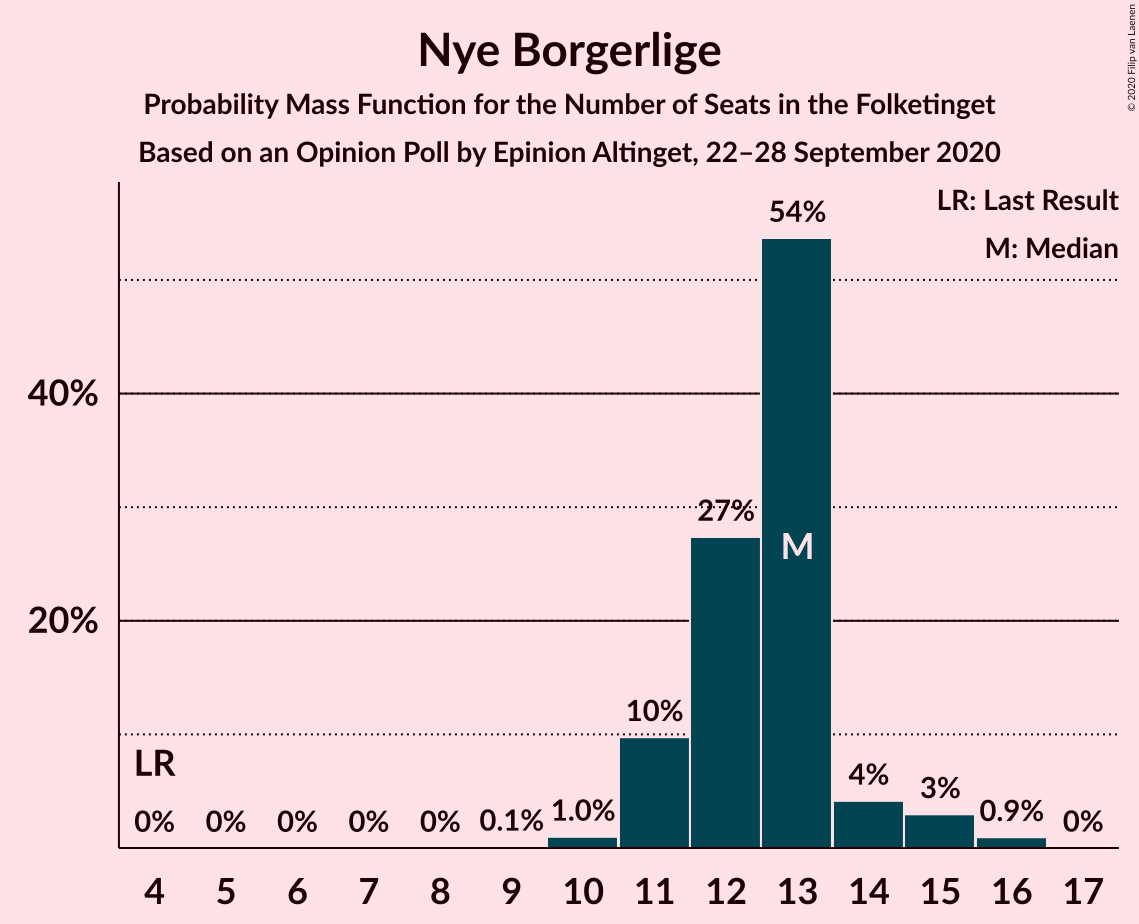 Nye Borgerlige
Probability Mass Function for the Number of Seats in the Folketinget
Based on an Opinion Poll by Epinion Altinget, 22–28 September 2020
© 2020 Filip van Laenen
LR: Last Result
M: Median
54%
40%
27%
M
20%
10%
LR
4%
3%
0% 0% 0% 0% 0% 0.1% 1.0% 0.9% 0%
4 5 6 7 8 9 10 11 12 13 14 15 16 17